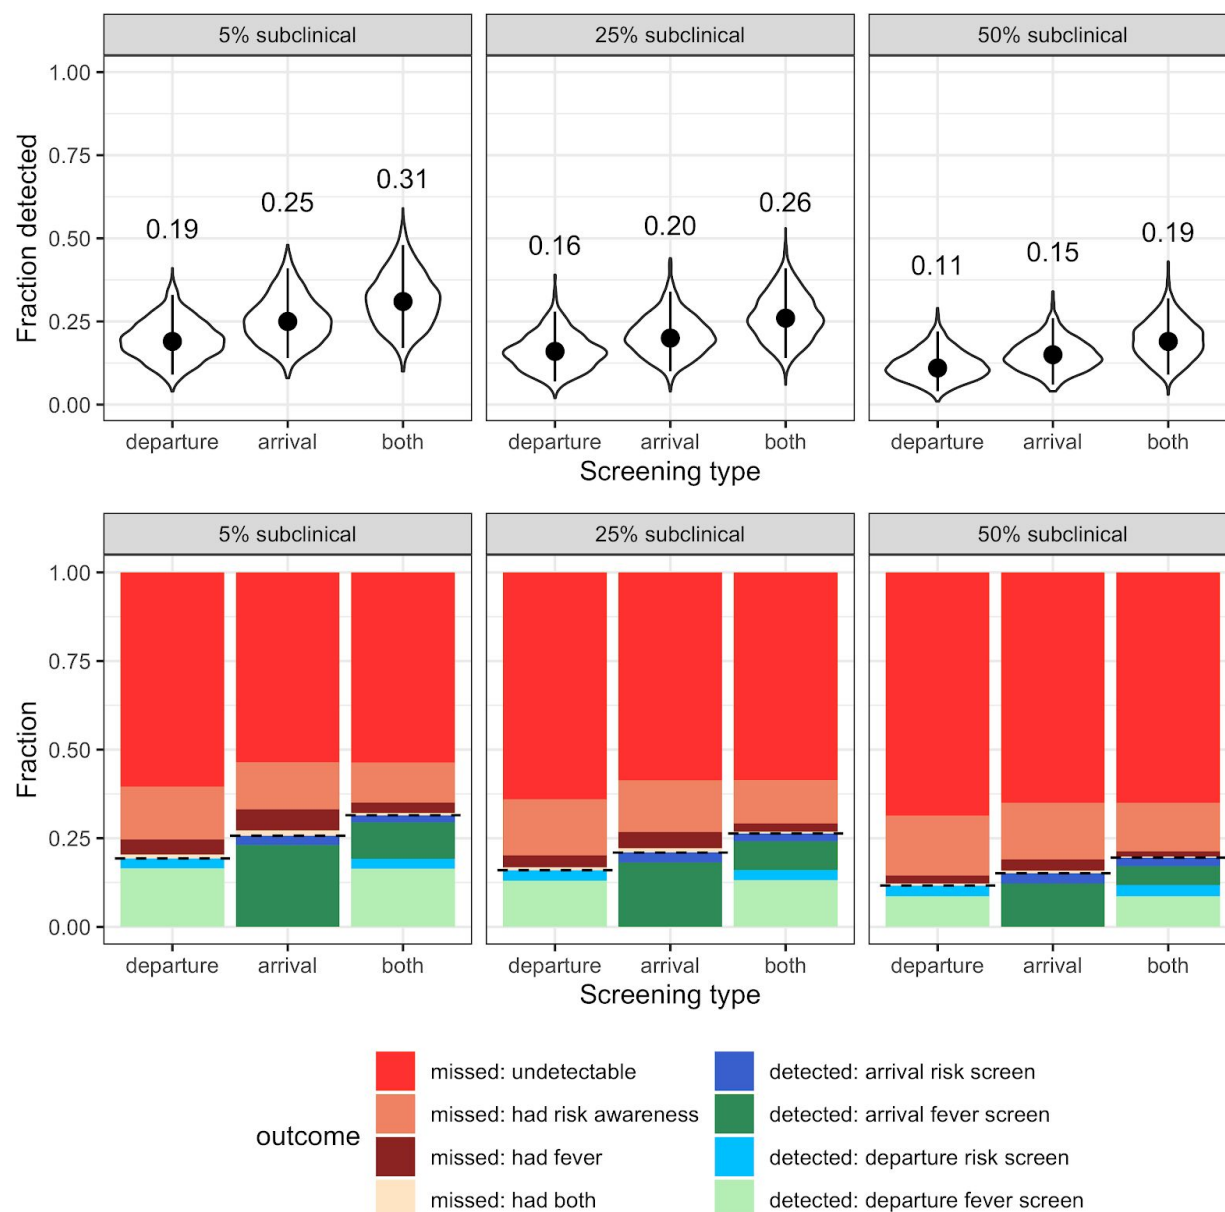 5% subclinical 25% subclinical 50% subclinical
1.00
0.75
0.50
0.25
0.00
Fraction detected
0.19 0.25 0.31 0.16 0.20 0.26 0.11 0.15 0.19
departure arrival both departure arrival both departure arrival both
Screening type
5% subclinical 25% subclinical 50% subclinical
1.00
0.75
0.50
0.25
0.00
Fraction
departure arrival both departure arrival both departure arrival both
Screening type
outcome
missed: undetectable
missed: had risk awareness
missed: had fever
missed: had both
detected: arrival risk screen
detected: arrival fever screen
detected: departure risk screen
detected: departure fever screen